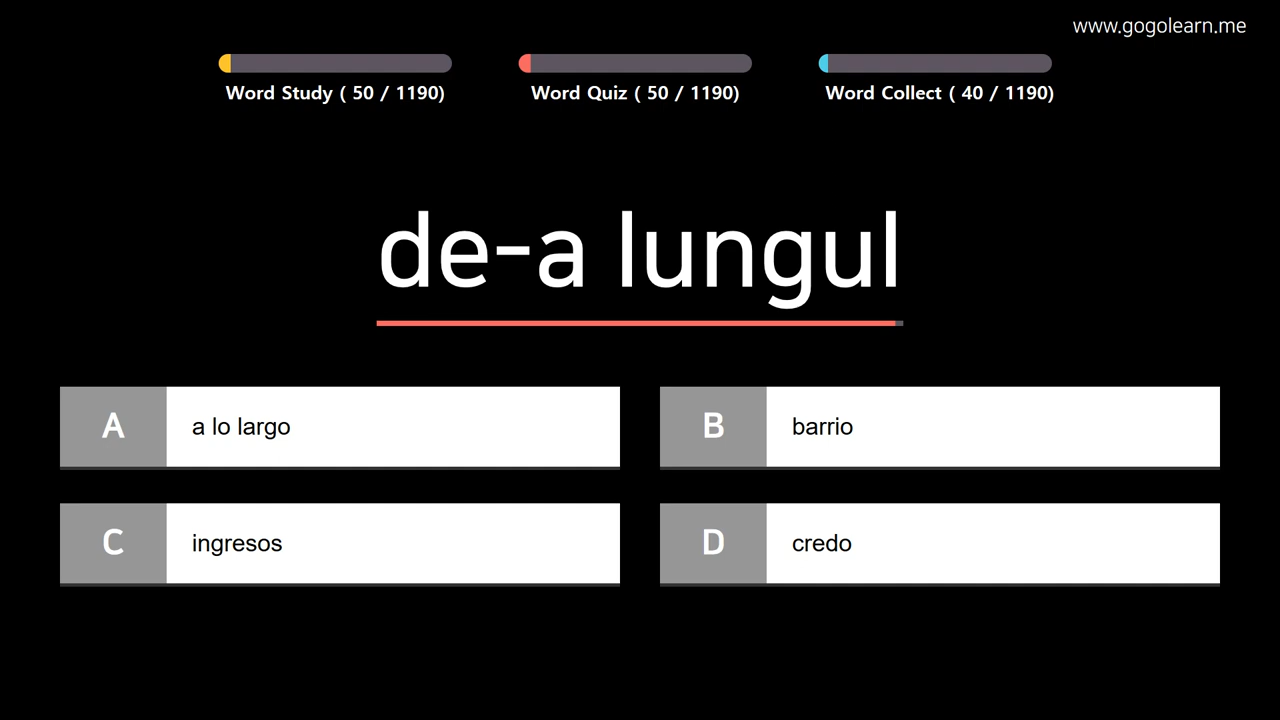 www.gogolearn.me
Word Study ( 50 / 1190)
Word Quiz ( 50 / 1190)
Word Collect ( 40 / 1190)
de-a lungul
A
a lo largo
B
barrio
C
ingresos
D
credo